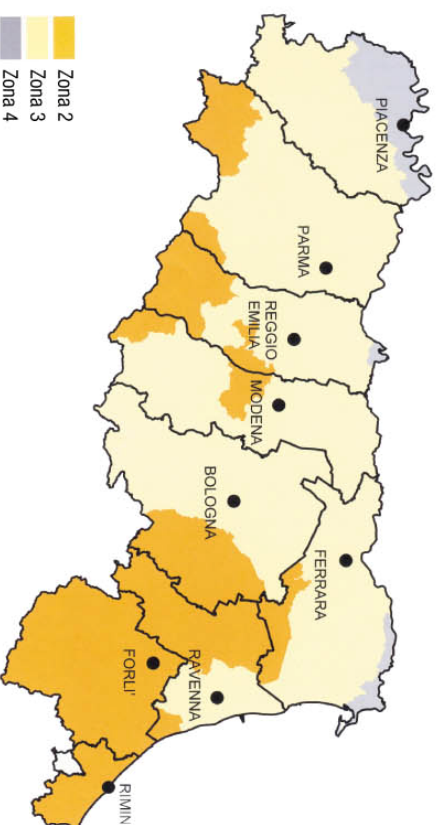 PIACENZA
PARMA
REGGIO
EMILIA
MODENA
BOLOGNA
FERRARA
RAVENNA
FORLI'
RIMIN
Zona 2
Zona 3
Zona 4